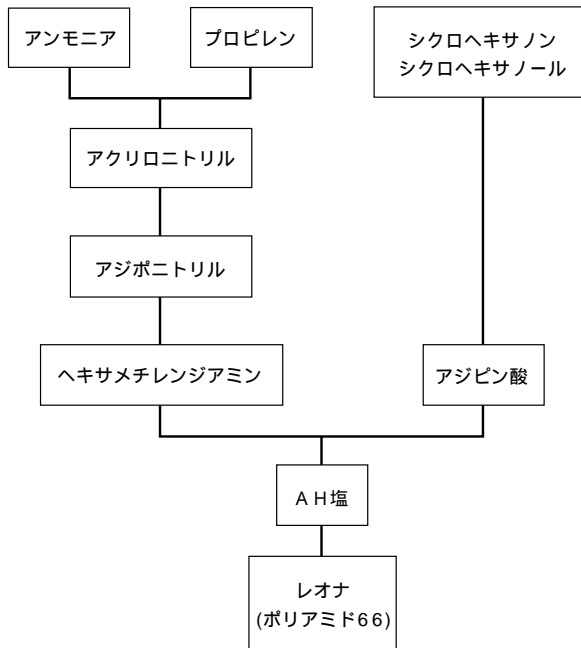 アンモニア
プロピレン
シクロヘキサノン
シクロヘキサノール
アクリロニトリル
アジポニトリル
ヘキサメチレンジアミン
アジピン酸
ＡＨ塩
レオナ
(ポリアミド66)